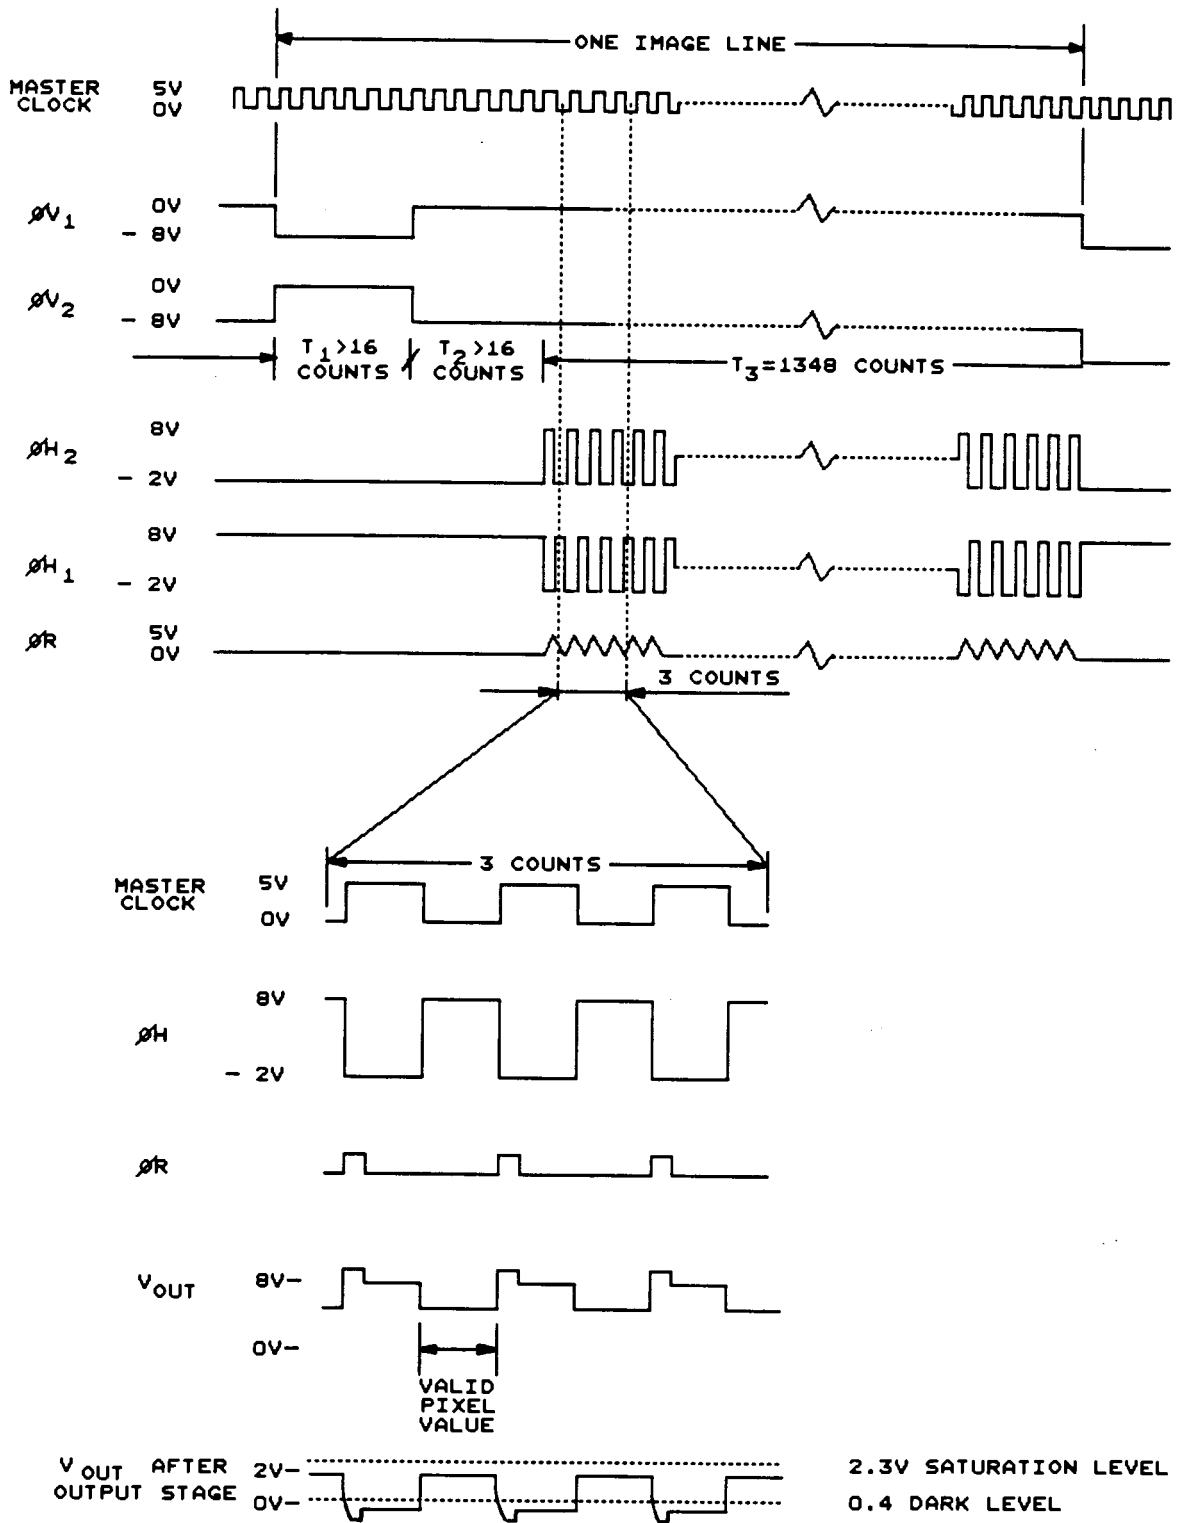 ONE IMAGE LINE
MASTER CLOCK 5V 0V
ØV1 0V - 8V
ØV2 0V - 8V
T1>16 COUNTS T2>16 COUNTS T3=1348 COUNTS
ØH2 8V - 2V
ØH1 8V - 2V
ØR 5V 0V
3 COUNTS
3 COUNTS
MASTER CLOCK 5V 0V
ØH 8V - 2V
ØR
VOUT 8V- 0V-
VALID
PIXEL
VALUE
VOUT AFTER 2V- 2.3V SATURATION LEVEL
OUTPUT STAGE 0V- 0.4 DARK LEVEL